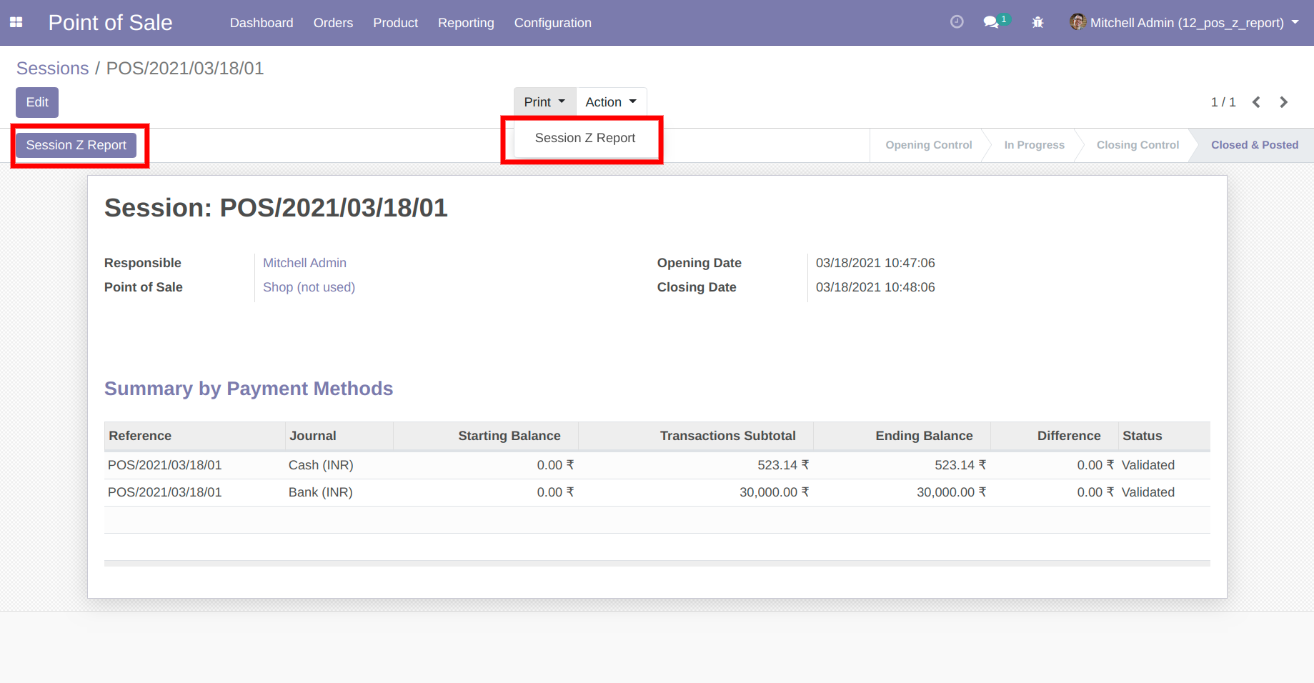 Point of Sale Dashboard Orders Product Reporting Configuration 1 Mitchell Admin (12_pos_z_report)
Sessions / POS/2021/03/18/01
Edit Print Action 1 / 1
Session Z Report Session Z Report Opening Control In Progress Closing Control Closed & Posted
Session: POS/2021/03/18/01
Responsible Mitchell Admin Opening Date 03/18/2021 10:47:06
Point of Sale Shop (not used) Closing Date 03/18/2021 10:48:06
Summary by Payment Methods
Reference Journal Starting Balance Transactions Subtotal Ending Balance Difference Status
POS/2021/03/18/01 Cash (INR) 0.00 ₹ 523.14 ₹ 523.14 ₹ 0.00 ₹ Validated
POS/2021/03/18/01 Bank (INR) 0.00 ₹ 30,000.00 ₹ 30,000.00 ₹ 0.00 ₹ Validated